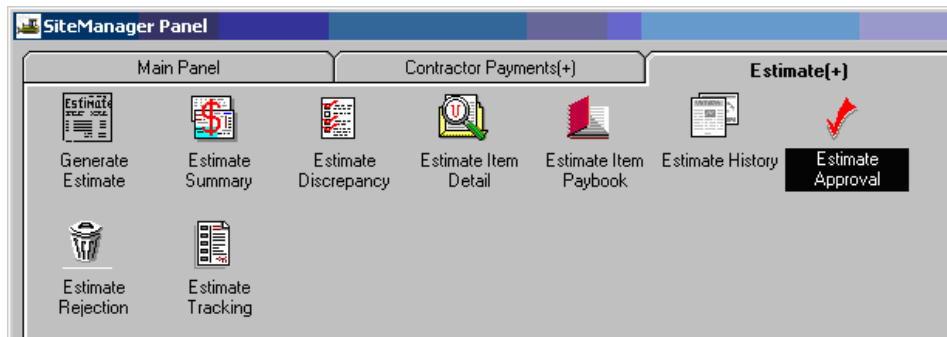 SiteManager Panel
Main Panel
Contractor Payments(+)
Estimate(+)
Estimate
Generate
Estimate
Estimate
Summary
Estimate
Discrepancy
Estimate Item
Detail
Estimate Item
Paybook
Estimate History
Estimate
Approval
Estimate
Rejection
Estimate
Tracking